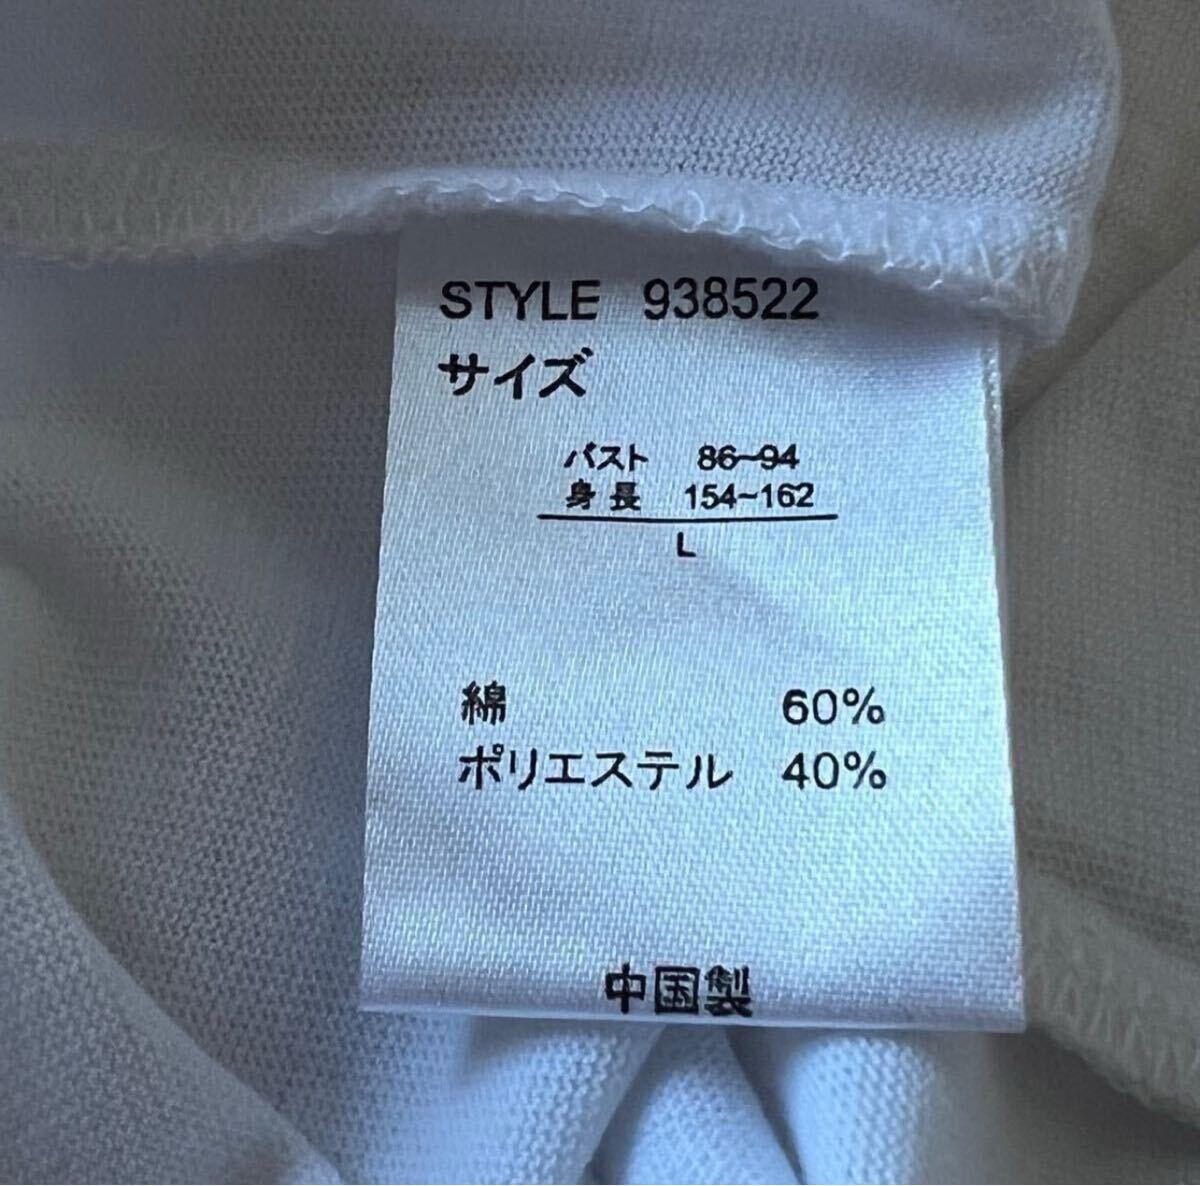 STYLE 938522
サイズ
バスト 86~94
身長 154~162
L
綿 60%
ポリエステル 40%
中国製